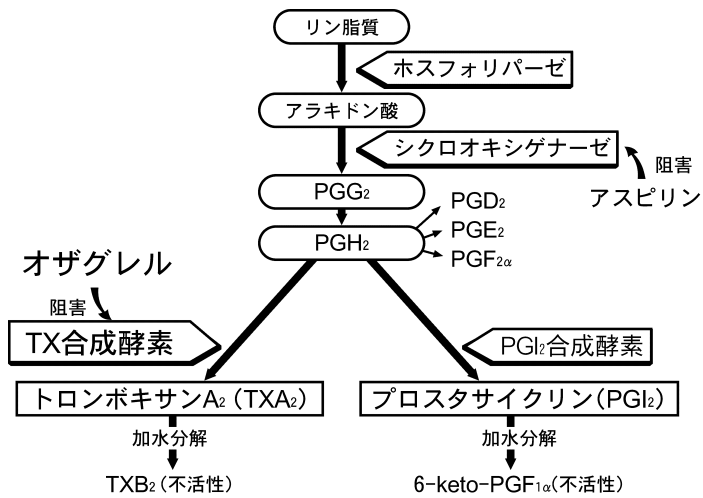 リン脂質
ホスフォリパーゼ
アラキドン酸
シクロオキシゲナーゼ
阻害
アスピリン
PGG₂
PGD₂
PGE₂
PGH₂
PGF₂α
オザグレル
阻害
TX合成酵素
PGI₂合成酵素
トロンボキサンA₂（TXA₂）
プロスタサイクリン（PGI₂）
加水分解
加水分解
TXB₂（不活性）
6-keto-PGF₁α（不活性）